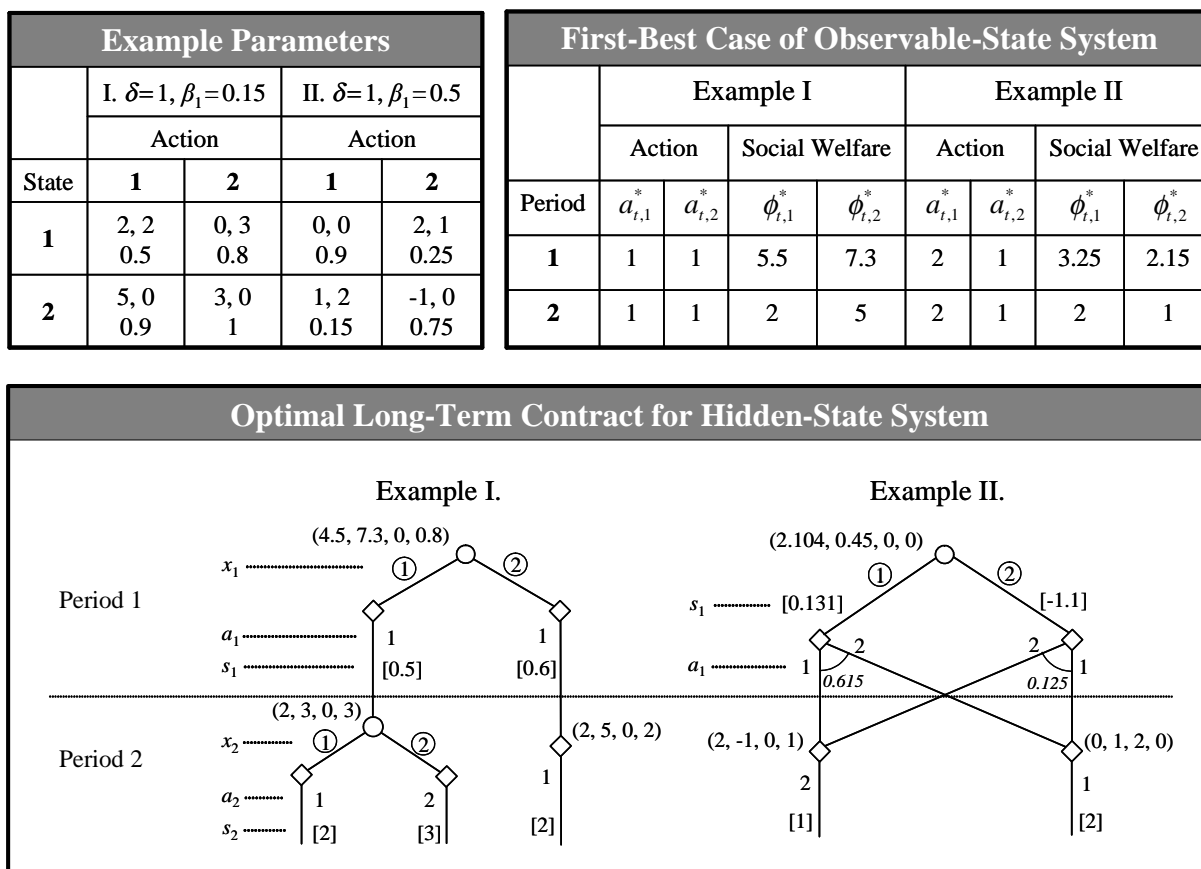 Example Parameters
I. δ=1, β₁=0.15 II. δ=1, β₁=0.5
Action Action
State 1 2 1 2
1 2, 2 0, 3 0, 0 2, 1
0.5 0.8 0.9 0.25
2 5, 0 3, 0 1, 2 -1, 0
0.9 1 0.15 0.75
First-Best Case of Observable-State System
Example I Example II
Action Social Welfare Action Social Welfare
Period a*ₜ,₁ a*ₜ,₂ ϕ*ₜ,₁ ϕ*ₜ,₂ a*ₜ,₁ a*ₜ,₂ ϕ*ₜ,₁ ϕ*ₜ,₂
1 1 1 5.5 7.3 2 1 3.25 2.15
2 1 1 2 5 2 1 2 1
Optimal Long-Term Contract for Hidden-State System
Example I. Example II.
(4.5, 7.3, 0, 0.8) (2.104, 0.45, 0, 0)
x₁ ① ② ① ②
Period 1 s₁ [0.131] [-1.1]
a₁ 1 1 2 2
s₁ [0.5] [0.6] a₁ 1 0.615 0.125 1
(2, 3, 0, 3)
x₂ ① ② (2, 5, 0, 2) (2, -1, 0, 1) (0, 1, 2, 0)
Period 2
a₂ 1 2 1 2 1
s₂ [2] [3] [2] [1] [2]